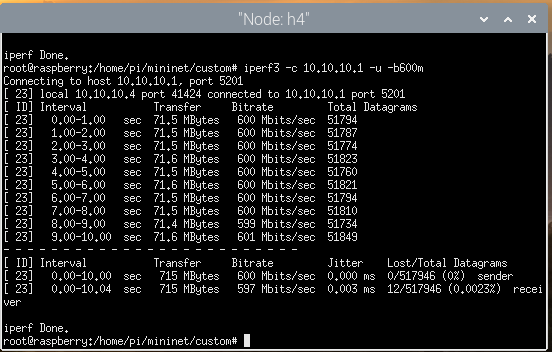 "Node: h4"
iperf Done.
root@raspberry:/home/pi/mininet/custom# iperf3 -c 10.10.10.1 -u -b600m
Connecting to host 10.10.10.1, port 5201
[ 23] local 10.10.10.4 port 41424 connected to 10.10.10.1 port 5201
[ ID] Interval           Transfer     Bitrate         Total Datagrams
[ 23]   0.00-1.00   sec  71.5 MBytes   600 Mbits/sec  51794
[ 23]   1.00-2.00   sec  71.5 MBytes   600 Mbits/sec  51787
[ 23]   2.00-3.00   sec  71.5 MBytes   600 Mbits/sec  51774
[ 23]   3.00-4.00   sec  71.6 MBytes   600 Mbits/sec  51823
[ 23]   4.00-5.00   sec  71.5 MBytes   600 Mbits/sec  51760
[ 23]   5.00-6.00   sec  71.6 MBytes   600 Mbits/sec  51821
[ 23]   6.00-7.00   sec  71.5 MBytes   600 Mbits/sec  51794
[ 23]   7.00-8.00   sec  71.5 MBytes   600 Mbits/sec  51810
[ 23]   8.00-9.00   sec  71.4 MBytes   599 Mbits/sec  51734
[ 23]   9.00-10.00  sec  71.6 MBytes   601 Mbits/sec  51849
- - - - - - - - - - - - - - - - - - - - - - - - -
[ ID] Interval           Transfer     Bitrate         Jitter    Lost/Total Datagrams
[ 23]   0.00-10.00  sec   715 MBytes   600 Mbits/sec  0.000 ms  0/517946 (0%)  sender
[ 23]   0.00-10.04  sec   715 MBytes   597 Mbits/sec  0.003 ms  12/517946 (0.0023%)  recei
ver
iperf Done.
root@raspberry:/home/pi/mininet/custom#